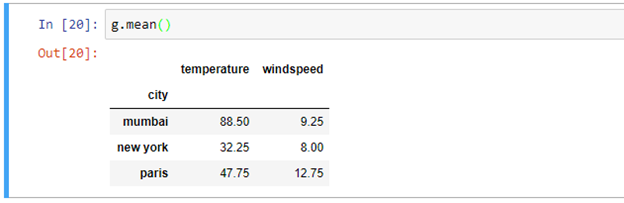 In [20]: g.mean()
Out[20]:
temperature windspeed
city
mumbai 88.50 9.25
new york 32.25 8.00
paris 47.75 12.75